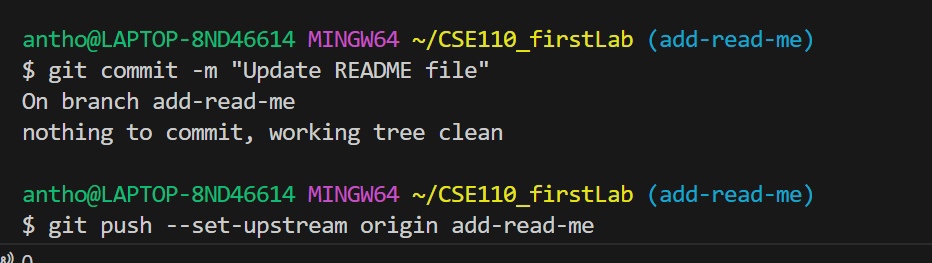 antho@LAPTOP-8ND46614 MINGW64 ~/CSE110_firstLab (add-read-me)
$ git commit -m "Update README file"
On branch add-read-me
nothing to commit, working tree clean
antho@LAPTOP-8ND46614 MINGW64 ~/CSE110_firstLab (add-read-me)
$ git push --set-upstream origin add-read-me
0